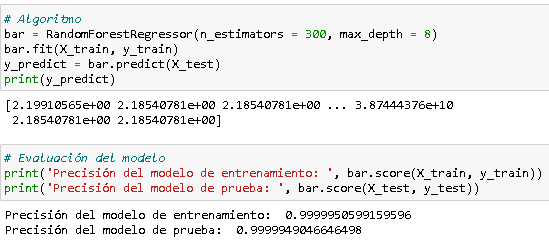 # Algoritmo
bar = RandomForestRegressor(n_estimators = 300, max_depth = 8)
bar.fit(X_train, y_train)
y_predict = bar.predict(X_test)
print(y_predict)
[2.19910565e+00 2.18540781e+00 2.18540781e+00 ... 3.87444376e+10
2.18540781e+00 2.18540781e+00]
# Evaluación del modelo
print('Precisión del modelo de entrenamiento: ', bar.score(X_train, y_train))
print('Precisión del modelo de prueba: ', bar.score(X_test, y_test))
Precisión del modelo de entrenamiento:  0.9999950599159596
Precisión del modelo de prueba:  0.9999949046646498